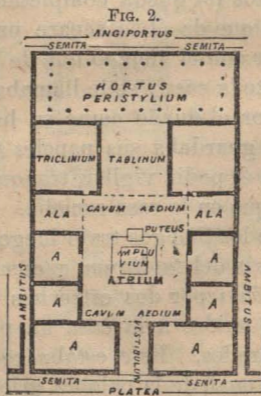 FIG. 2.
ANGIPORTUS
SEMITA SEMITA
HORTUS
PERISTYLIUM
TRICLINIUM TABLINUM
ALA CAVUM AEDIUM ALA
PUTEUS
A IMPLU A
VIUM
ATRIUM
AMBITUS A A AMBITUS
CAVUM AEDIUM
A VESTIBULUM A
SEMITA SEMITA
PLATEA